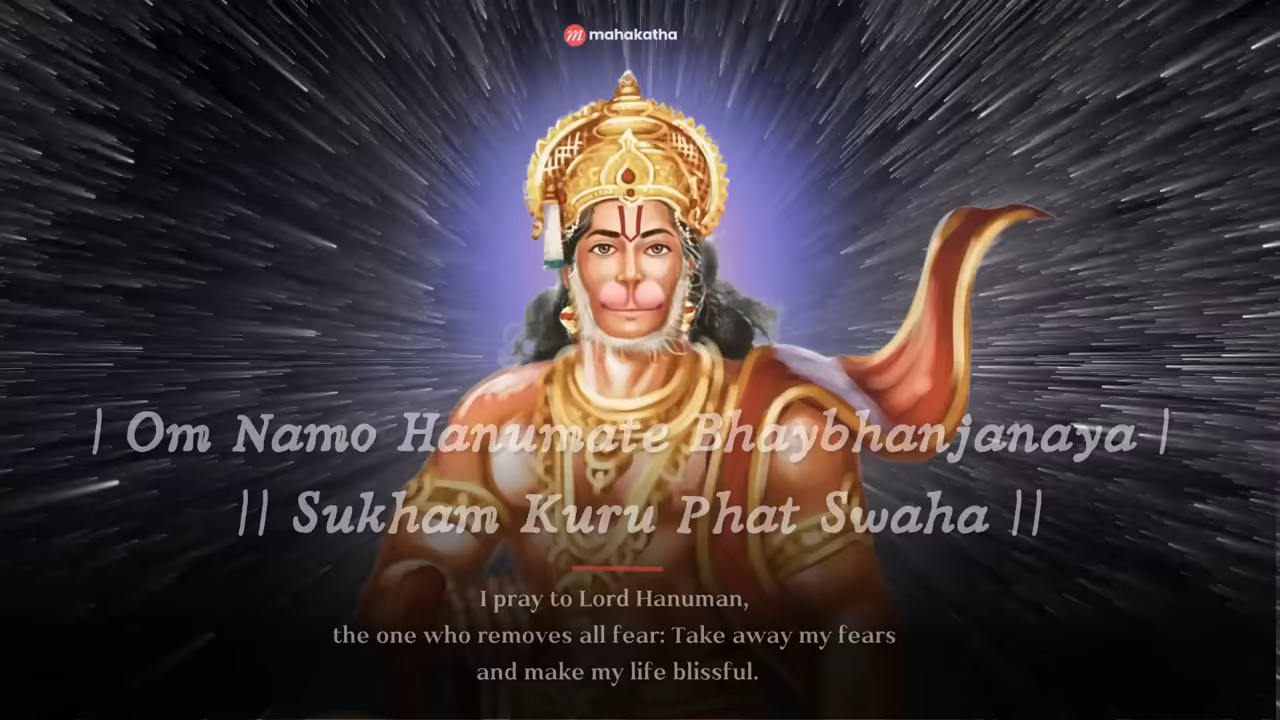 mahakatha
| Om Namo Hanumate Bhaybhanjanaya |
|| Sukham Kuru Phat Swaha ||
I pray to Lord Hanuman,
the one who removes all fear: Take away my fears
and make my life blissful.